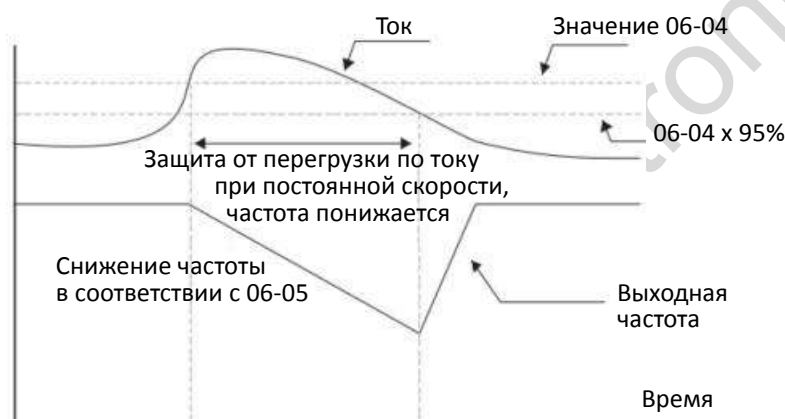 Ток
Значение 06-04
06-04 x 95%
Защита от перегрузки по току
при постоянной скорости,
частота понижается
Снижение частоты
в соответствии с 06-05
Выходная
частота
Время